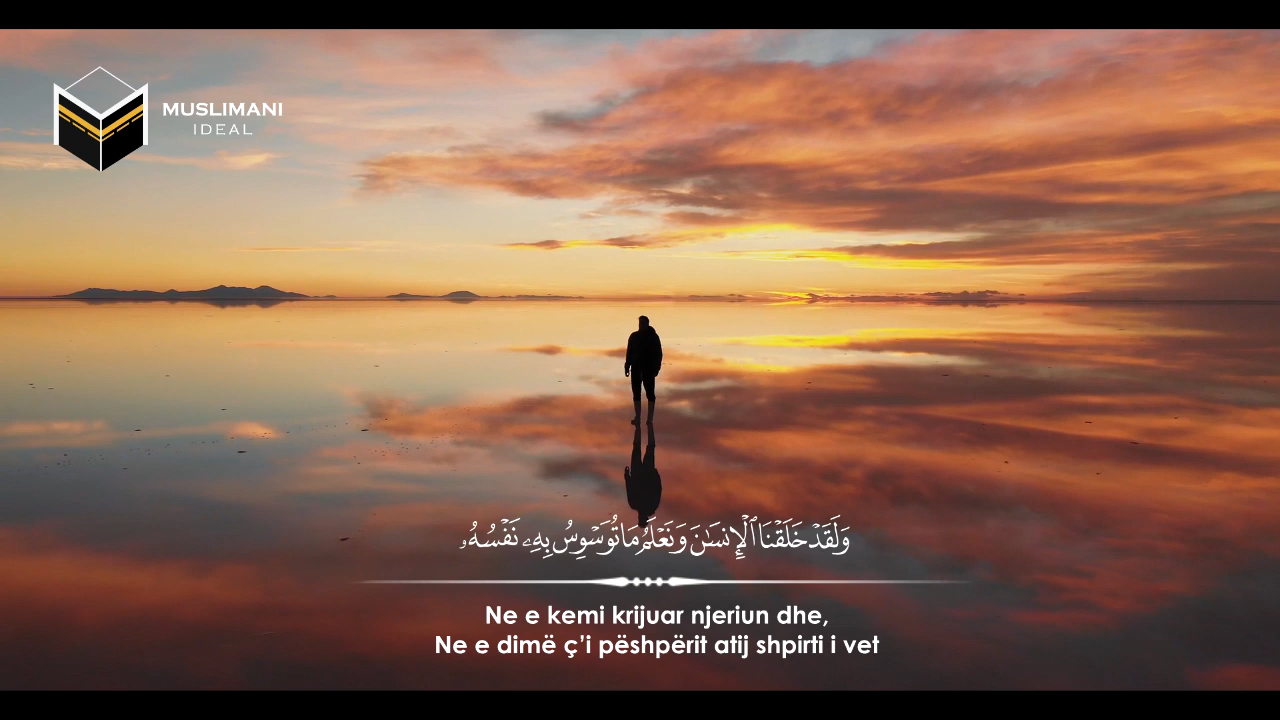 MUSLIMANI
IDEAL
وَلَقَدْ خَلَقْنَا ٱلْإِنسَـٰنَ وَنَعْلَمُ مَا تُوَسْوِسُ بِهِۦ نَفْسُهُۥ
Ne e kemi krijuar njeriun dhe,
Ne e dimë ç’i pëshpërit atij shpirti i vet